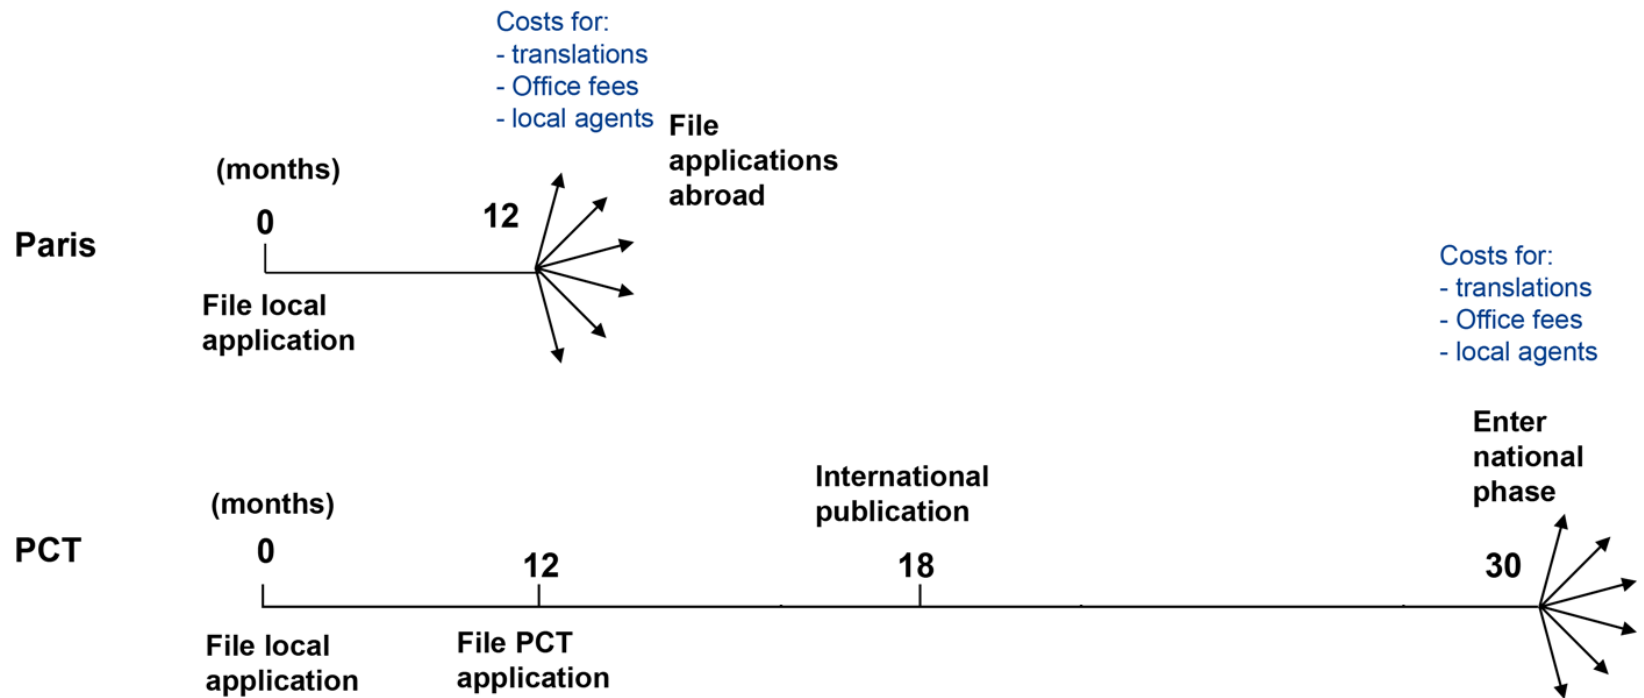 Costs for:
- translations
- Office fees
- local agents
File
applications
abroad
(months)
0
12
Paris
File local
application
Costs for:
- translations
- Office fees
- local agents
Enter
national
phase
International
publication
(months)
PCT
0
12
18
30
File local
application
File PCT
application